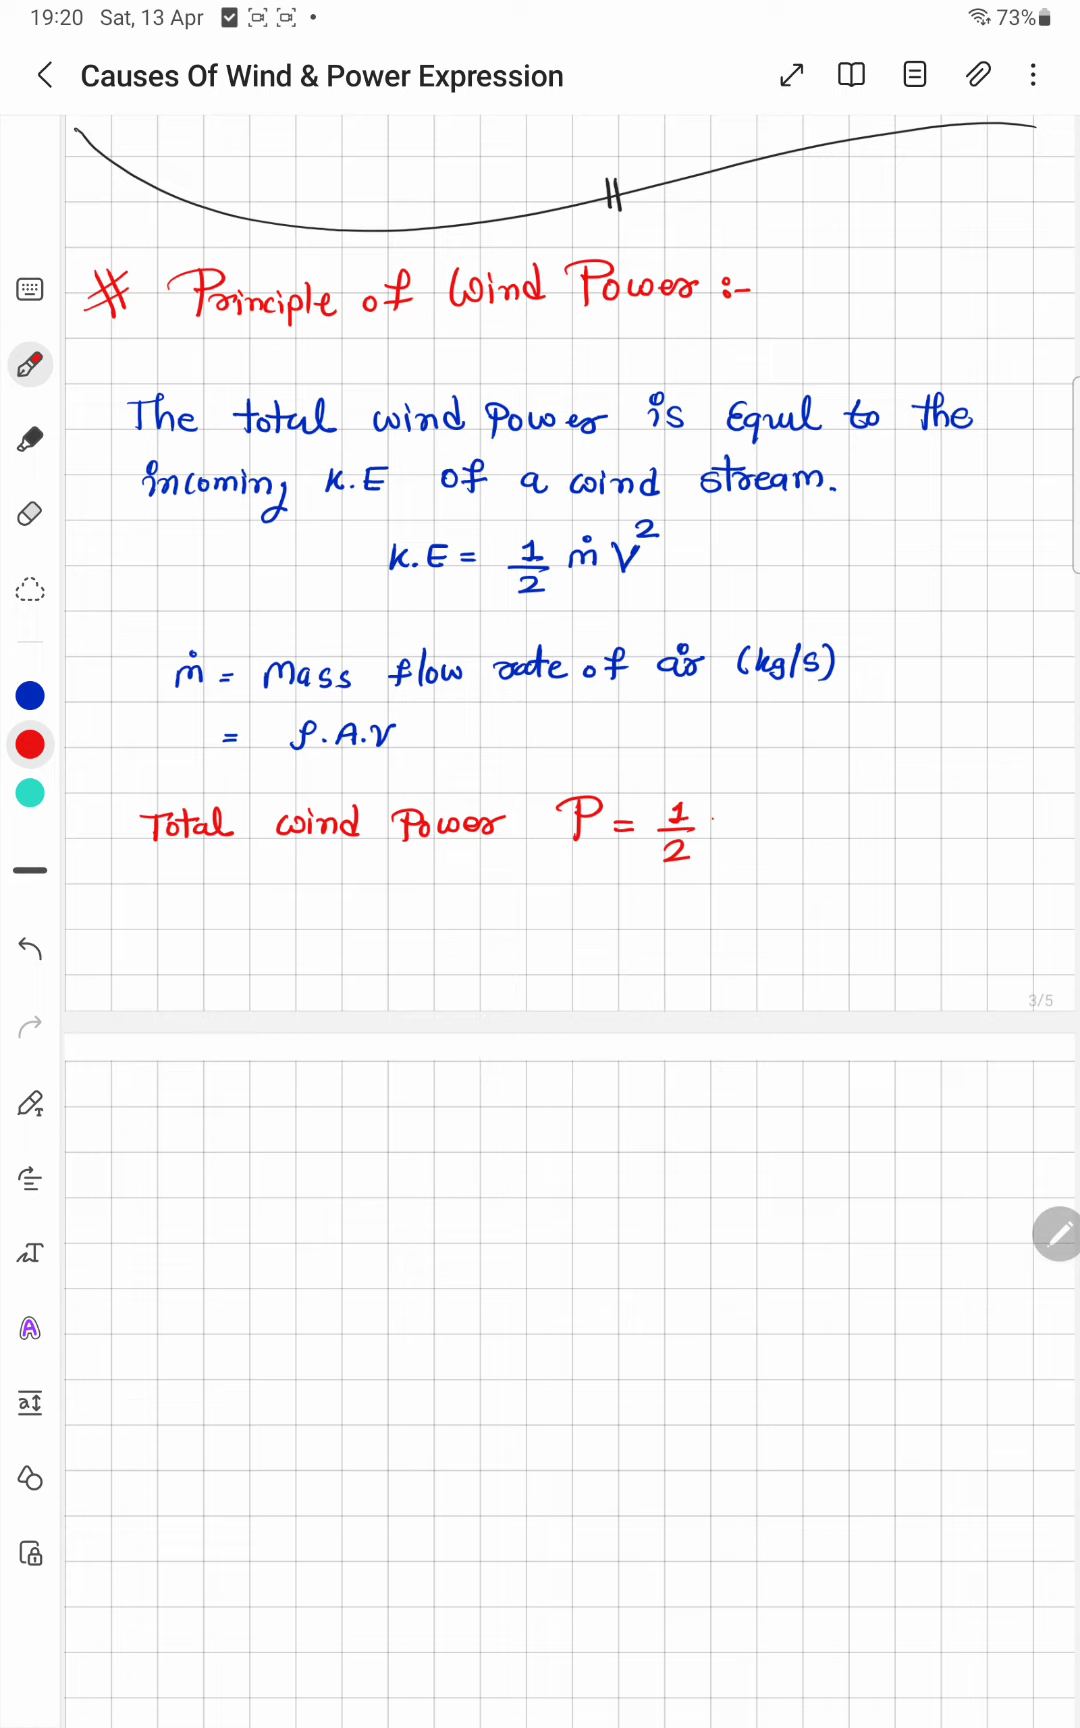 19:20 Sat, 13 Apr
73%
Causes Of Wind & Power Expression
# Principle of Wind Power :-
The total wind Power is Equl to the
incoming K.E of a wind stream.
K.E = 1/2 ṁ V²
ṁ = Mass flow rate of air (kg/s)
= ρ.A.V
Total wind Power P = 1/2
3/5